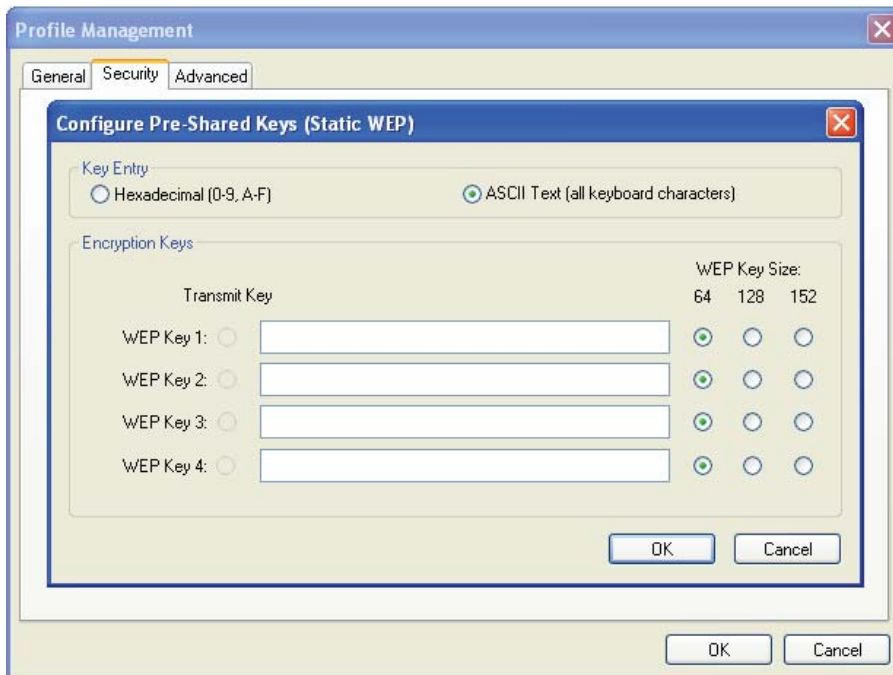 Profile Management
General Security Advanced
Configure Pre-Shared Keys (Static WEP)
Key Entry
Hexadecimal (0-9, A-F) ASCII Text (all keyboard characters)
Encryption Keys
WEP Key Size:
Transmit Key 64 128 152
WEP Key 1:
WEP Key 2:
WEP Key 3:
WEP Key 4:
OK Cancel
OK Cancel